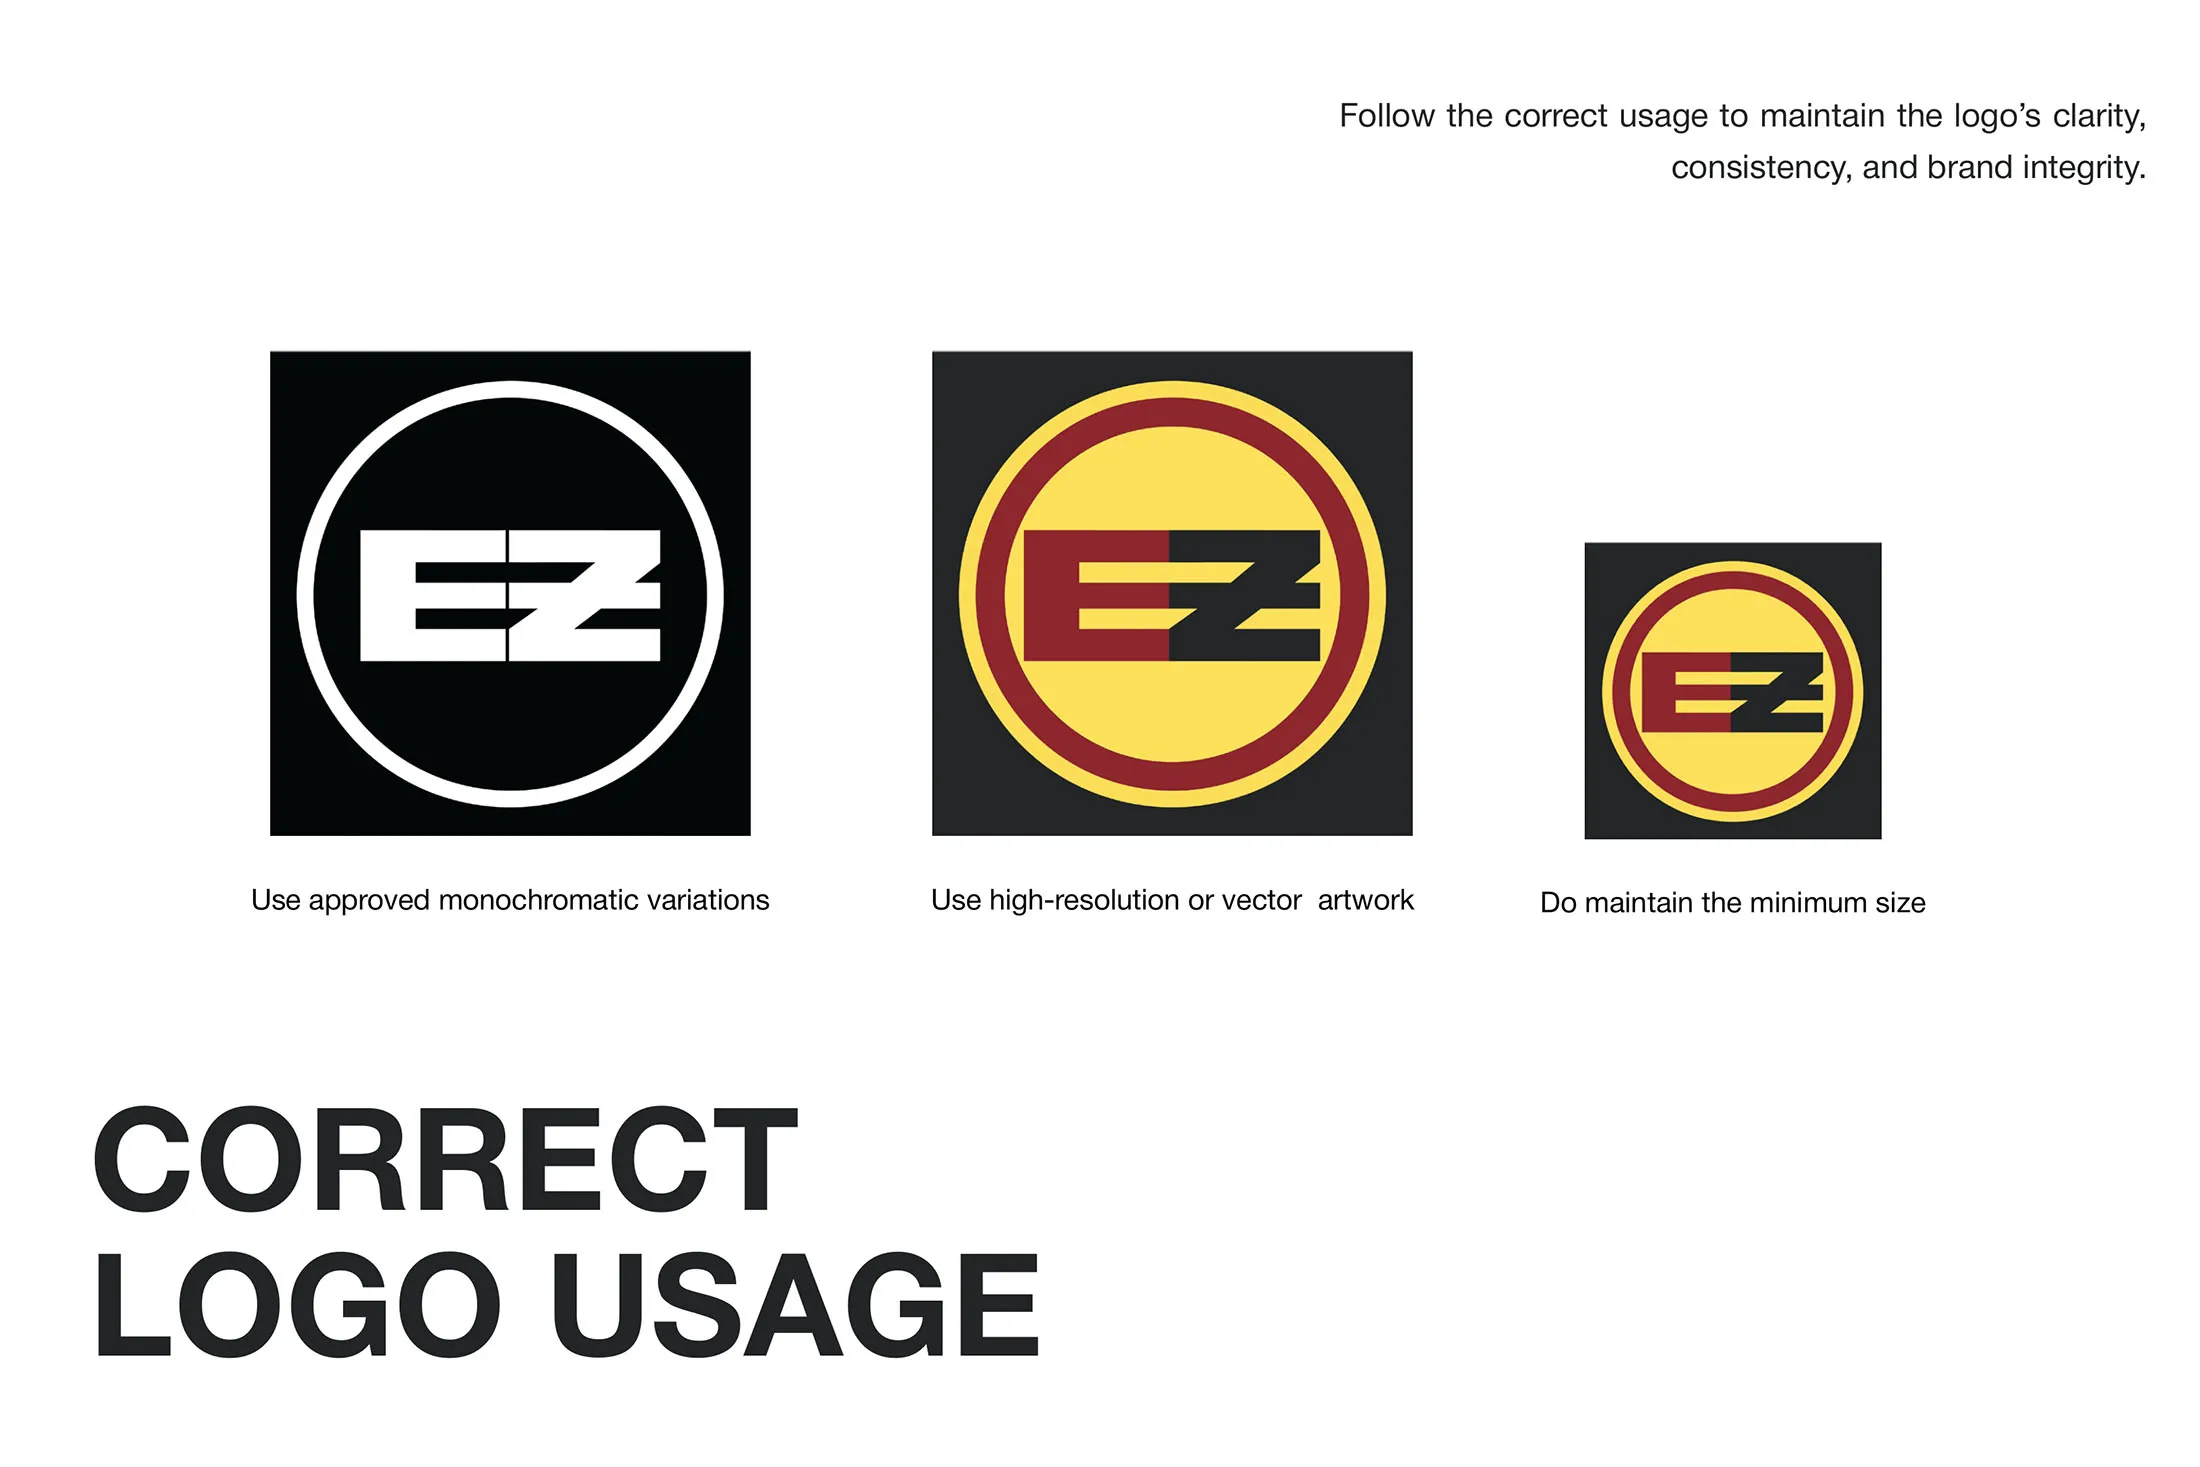 Follow the correct usage to maintain the logo’s clarity,
consistency, and brand integrity.
EZ
EZ
EZ
Use approved monochromatic variations
Use high-resolution or vector  artwork
Do maintain the minimum size
CORRECT
LOGO USAGE